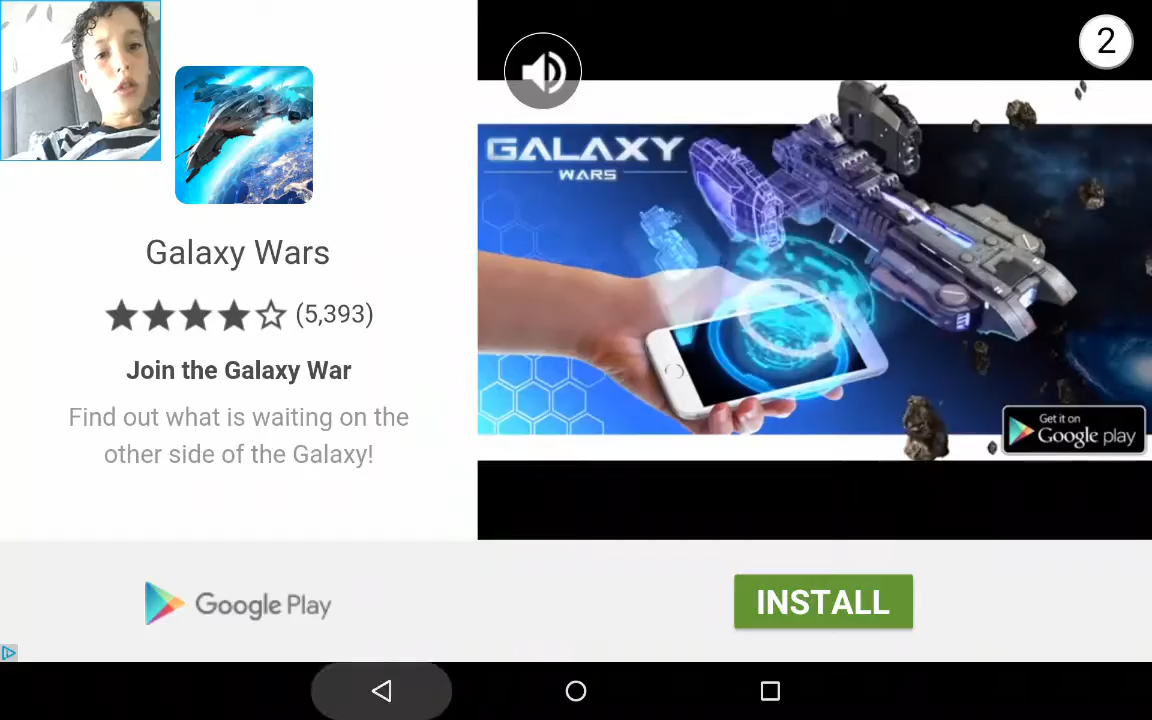 2
GALAXY
WARS
Galaxy Wars
(5,393)
Join the Galaxy War
Find out what is waiting on the
other side of the Galaxy!
Get it on
Google play
Google Play
INSTALL